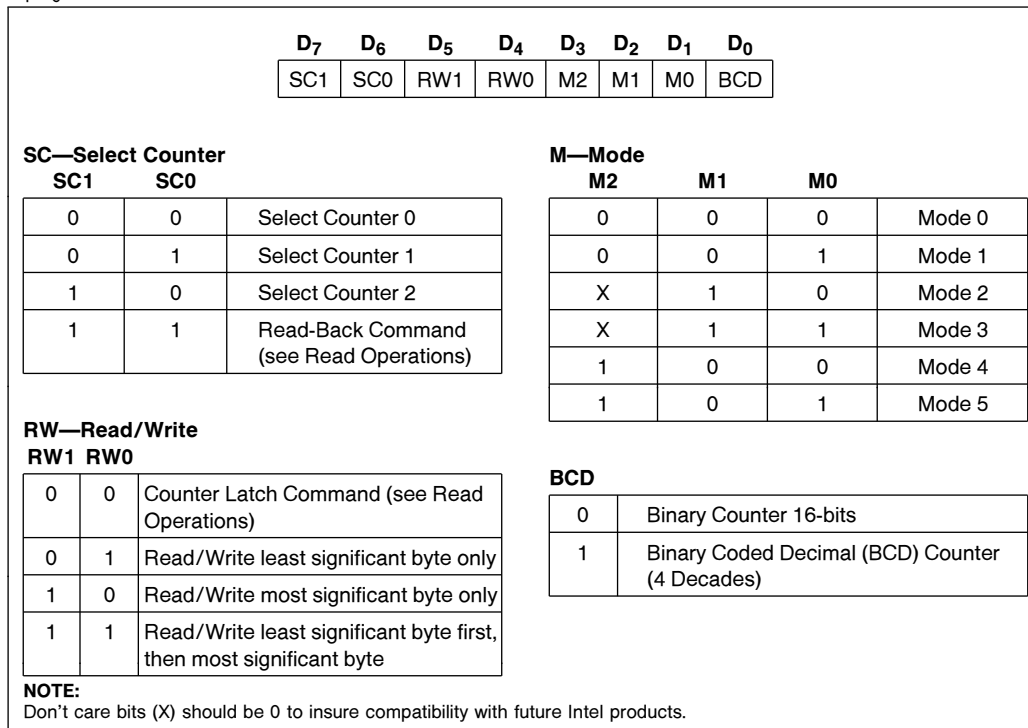 D7 D6 D5 D4 D3 D2 D1 D0
SC1 SC0 RW1 RW0 M2 M1 M0 BCD
SC—Select Counter
SC1 SC0
0 0 Select Counter 0
0 1 Select Counter 1
1 0 Select Counter 2
1 1 Read-Back Command
(see Read Operations)
RW—Read/Write
RW1 RW0
0 0 Counter Latch Command (see Read
Operations)
0 1 Read/Write least significant byte only
1 0 Read/Write most significant byte only
1 1 Read/Write least significant byte first,
then most significant byte
M—Mode
M2 M1 M0
0 0 0 Mode 0
0 0 1 Mode 1
X 1 0 Mode 2
X 1 1 Mode 3
1 0 0 Mode 4
1 0 1 Mode 5
BCD
0 Binary Counter 16-bits
1 Binary Coded Decimal (BCD) Counter
(4 Decades)
NOTE:
Don't care bits (X) should be 0 to insure compatibility with future Intel products.